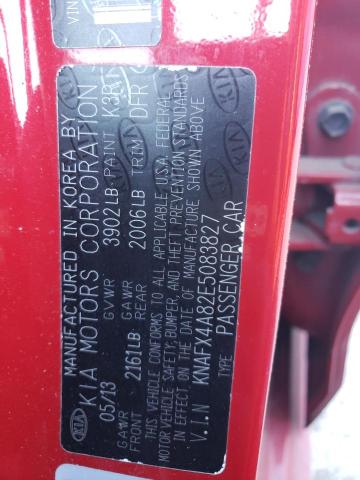 VIN
MANUFACTURED IN KOREA BY
KIA KIA MOTORS CORPORATION
05/13 GVWR 3902LB PAINT K3R
GAWR FRONT 2161LB GAWR REAR 2006LB TRIM DFR
THIS VEHICLE CONFORMS TO ALL APPLICABLE U.S.A. FEDERAL
MOTOR VEHICLE SAFETY, BUMPER, AND THEFT PREVENTION STANDARDS
IN EFFECT ON THE DATE OF MANUFACTURE SHOWN ABOVE
V.I.N KNAFX4A82E5083827
TYPE PASSENGER CAR